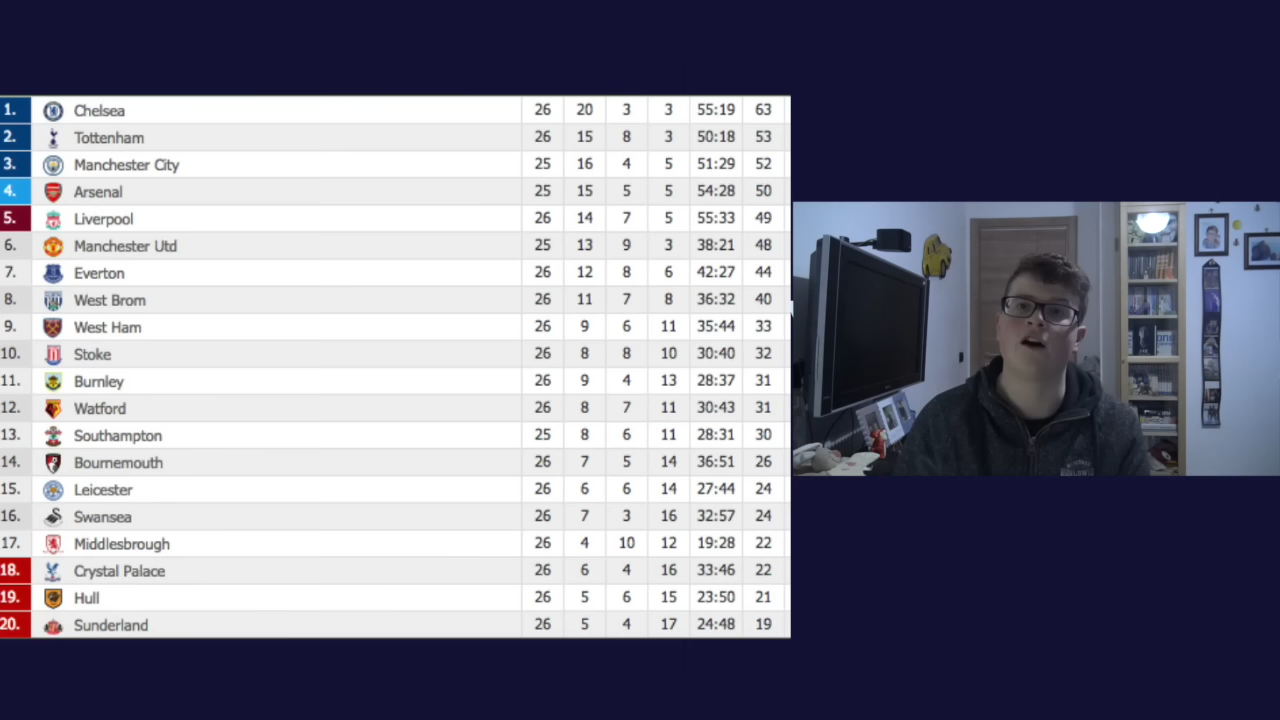 1. Chelsea 26 20 3 3 55:19 63
2. Tottenham 26 15 8 3 50:18 53
3. Manchester City 25 16 4 5 51:29 52
4. Arsenal 25 15 5 5 54:28 50
5. Liverpool 26 14 7 5 55:33 49
6. Manchester Utd 25 13 9 3 38:21 48
7. Everton 26 12 8 6 42:27 44
8. West Brom 26 11 7 8 36:32 40
9. West Ham 26 9 6 11 35:44 33
10. Stoke 26 8 8 10 30:40 32
11. Burnley 26 9 4 13 28:37 31
12. Watford 26 8 7 11 30:43 31
13. Southampton 25 8 6 11 28:31 30
14. Bournemouth 26 7 5 14 36:51 26
15. Leicester 26 6 6 14 27:44 24
16. Swansea 26 7 3 16 32:57 24
17. Middlesbrough 26 4 10 12 19:28 22
18. Crystal Palace 26 6 4 16 33:46 22
19. Hull 26 5 6 15 23:50 21
20. Sunderland 26 5 4 17 24:48 19